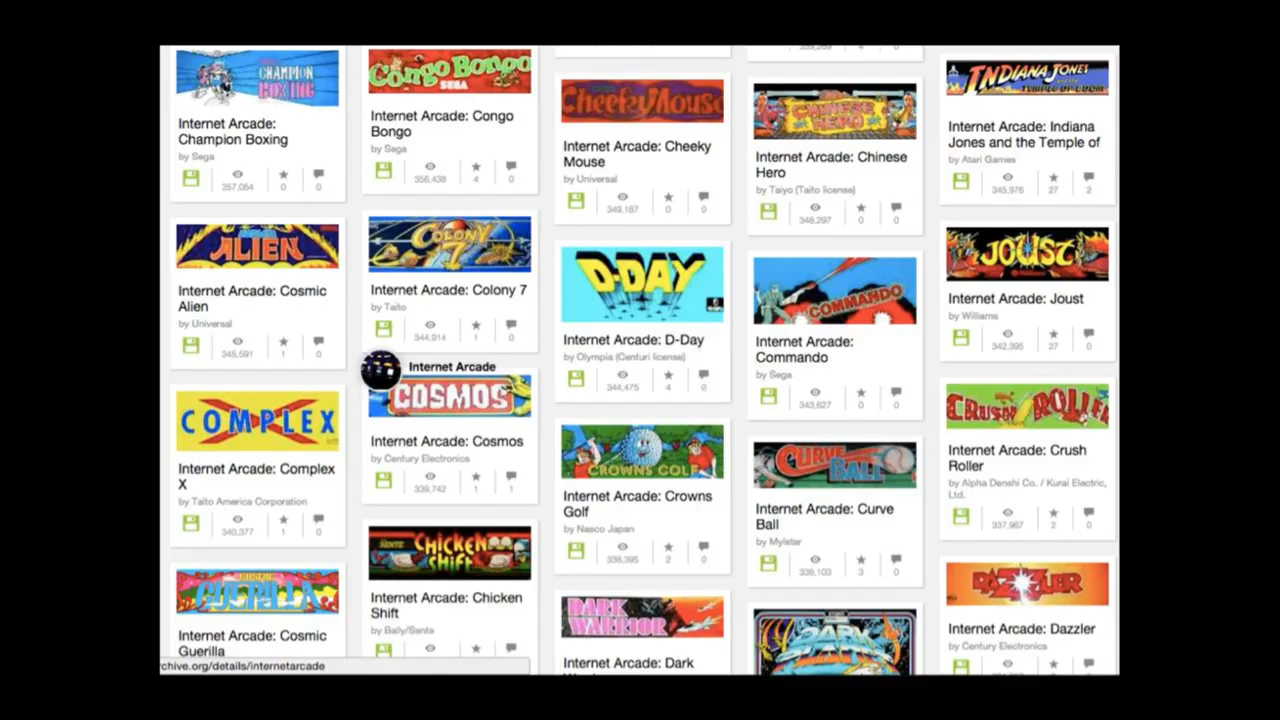 CHAMPION
BOXING
Internet Arcade:
Champion Boxing
by Sega
357,064
0
0
ALIEN
Internet Arcade: Cosmic
Alien
by Universal
345,591
1
0
COMPLEX
Internet Arcade: Complex
X
by Taito America Corporation
340,377
1
0
COSMIC
GUERILLA
Internet Arcade: Cosmic
Guerilla
archive.org/details/internetarcade
Congo Bongo
SEGA
Internet Arcade: Congo
Bongo
by Sega
356,438
4
0
COLONY
7
Internet Arcade: Colony 7
by Taito
344,914
1
0
Internet Arcade
COSMOS
Internet Arcade: Cosmos
by Century Electronics
339,742
1
1
SENTE
CHICKEN
SHIFT
Internet Arcade: Chicken
Shift
by Bally/Sente
Cheeky Mouse
Internet Arcade: Cheeky
Mouse
by Universal
349,187
0
0
D-DAY
Internet Arcade: D-Day
by Olympia (Centuri license)
344,475
4
0
CROWNS GOLF
Internet Arcade: Crowns
Golf
by Nasco Japan
338,395
2
0
DARK
WARRIOR
Internet Arcade: Dark
CHINESE
HERO
Internet Arcade: Chinese
Hero
by Taiyo (Taito license)
348,297
0
0
COMMANDO
Internet Arcade:
Commando
by Sega
343,627
0
0
CURVE
BALL
Internet Arcade: Curve
Ball
by Mylstar
338,103
3
0
DARK
PLANET
INDIANA JONES
and the
TEMPLE OF DOOM
Internet Arcade: Indiana
Jones and the Temple of
by Atari Games
345,976
27
2
JOUST
Internet Arcade: Joust
by Williams
342,395
27
0
CRUSH ROLLER
Internet Arcade: Crush
Roller
by Alpha Denshi Co. / Kural Electric,
Ltd.
337,967
2
0
DAZZLER
Internet Arcade: Dazzler
by Century Electronics